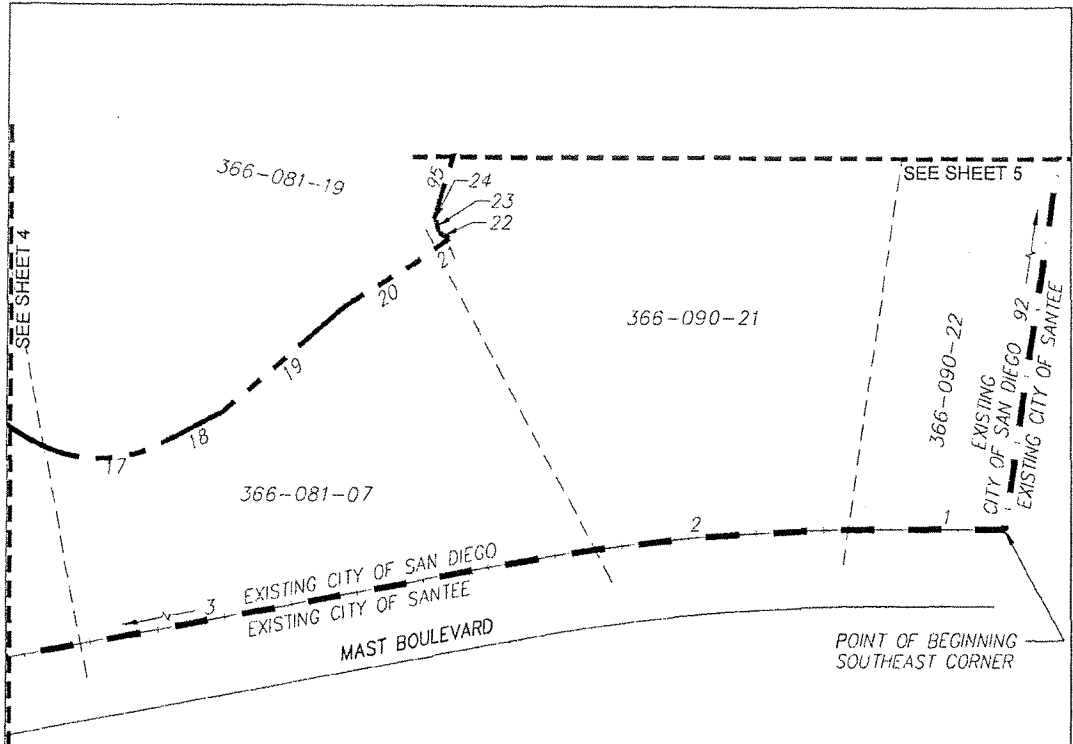 366-081-19
95
24
23
22
21
SEE SHEET 5
SEE SHEET 4
20
366-090-21
366-090-22
92
EXISTING
CITY OF SAN DIEGO
EXISTING CITY OF SANTEE
19
18
17
366-081-07
2
1
EXISTING CITY OF SAN DIEGO
3
EXISTING CITY OF SANTEE
MAST BOULEVARD
POINT OF BEGINNING
SOUTHEAST CORNER